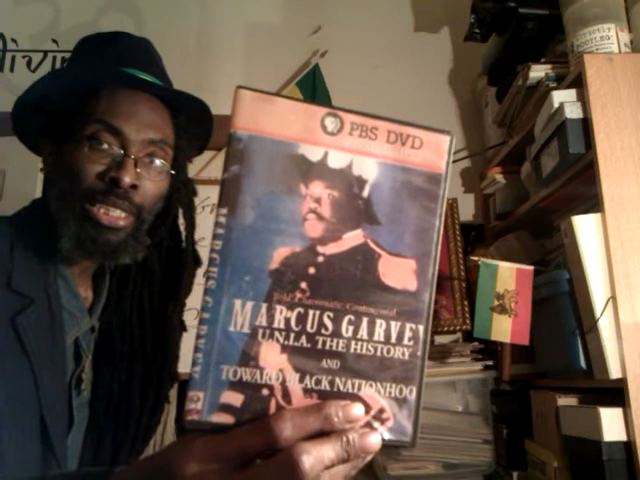 PBS DVD
MARCUS GARVEY
U.N.I.A. THE HISTORY
AND
TOWARD BLACK NATIONHOO
MARCUS GARVEY